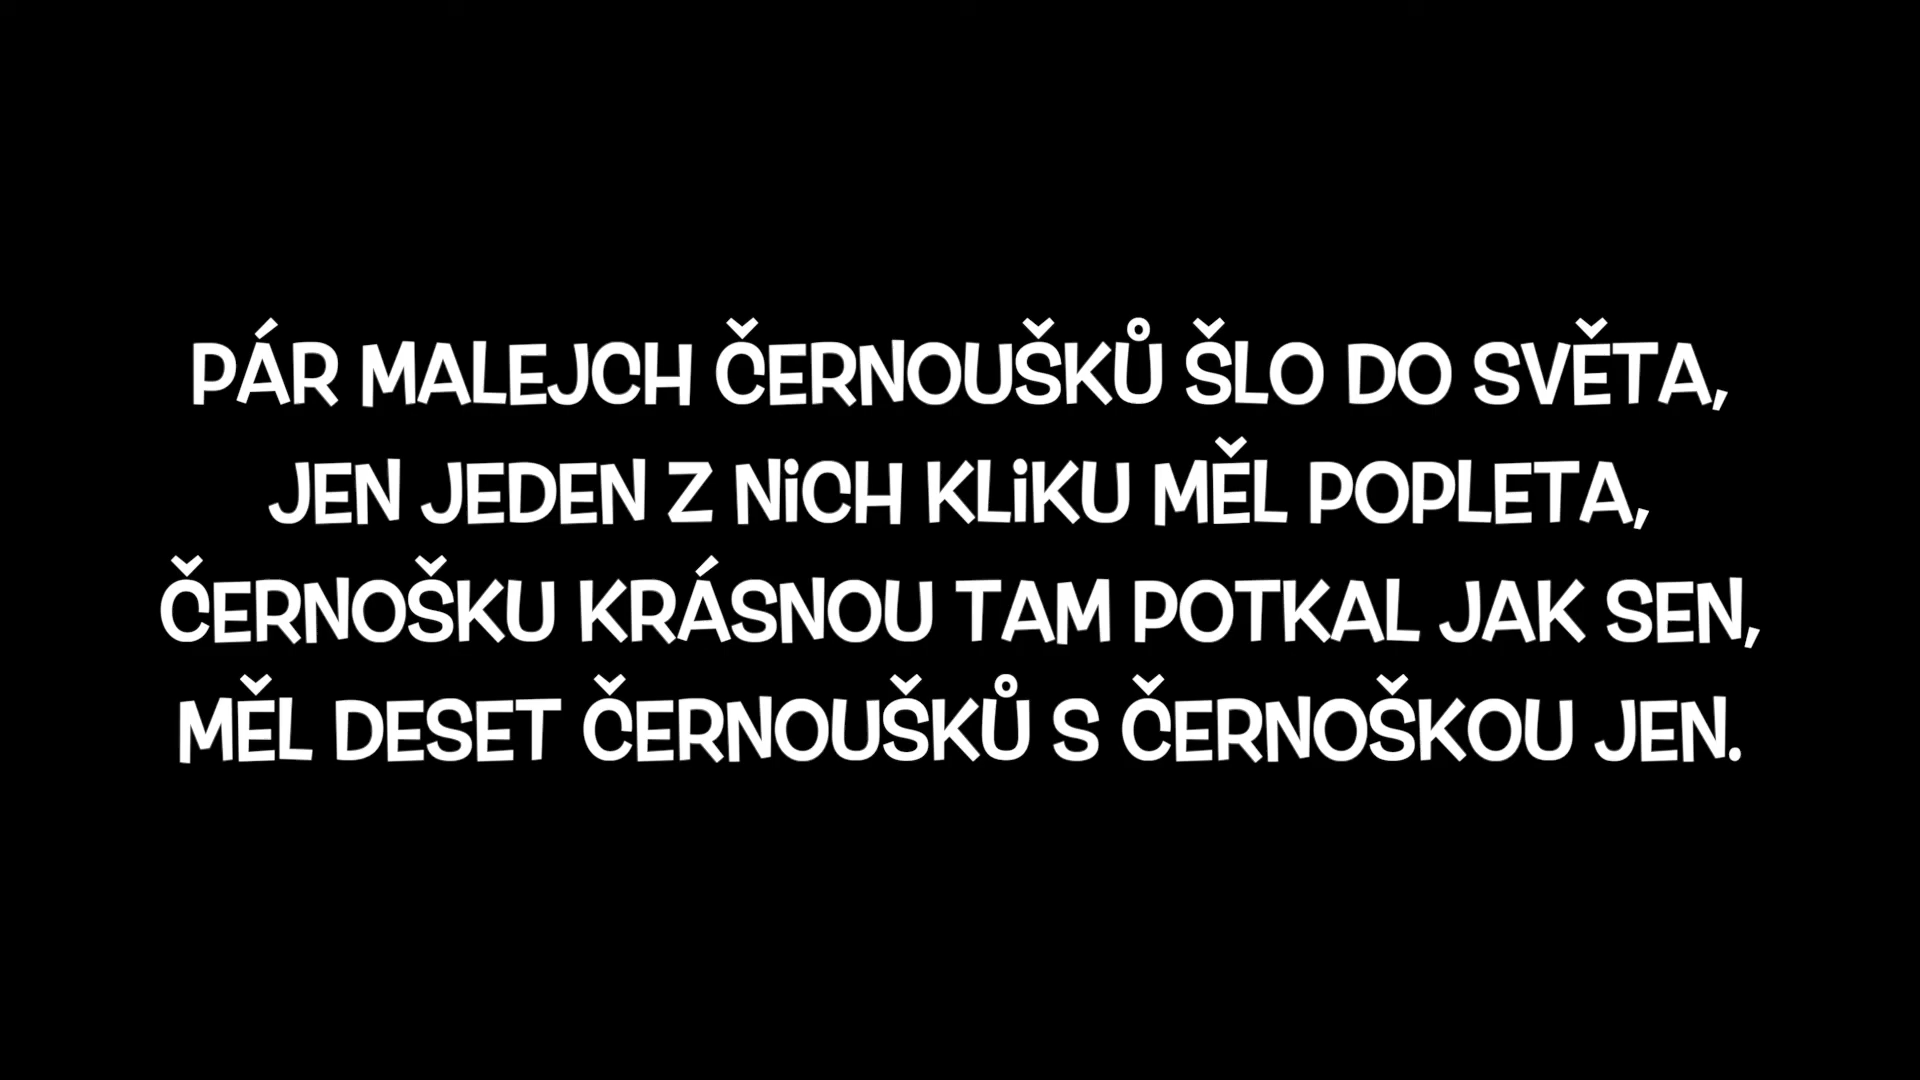 PÁR MALEJCH ČERNOUŠKŮ ŠLO DO SVĚTA,
JEN JEDEN Z NiCH KLiKU MĚL POPLETA,
ČERNOŠKU KRÁSNOU TAM POTKAL JAK SEN,
MĚL DESET ČERNOUŠKŮ S ČERNOŠKOU JEN.